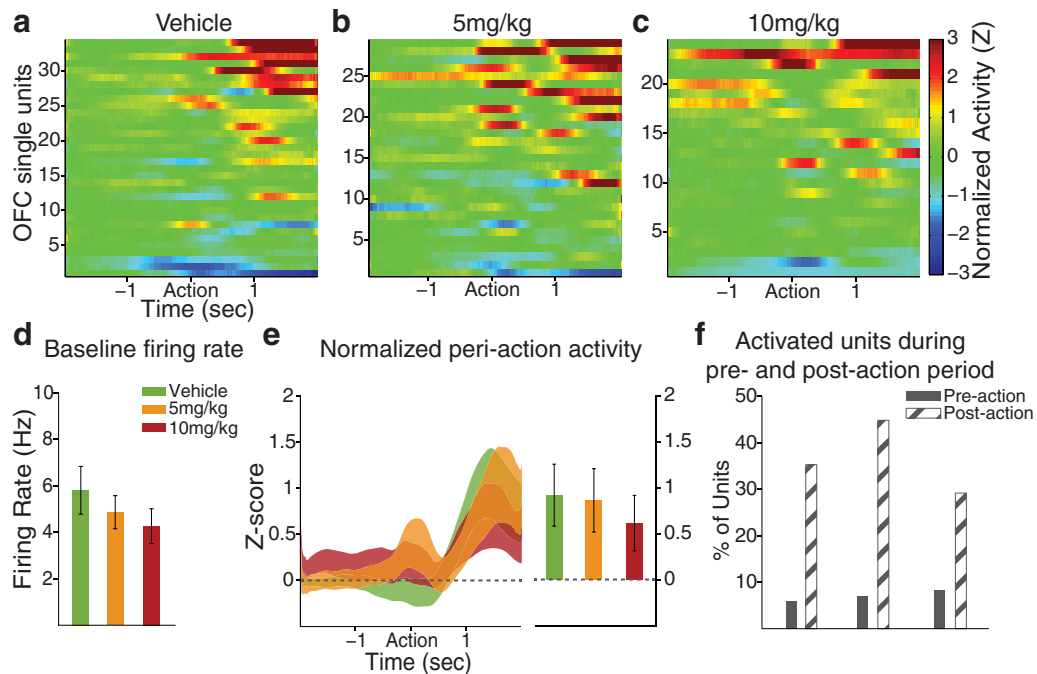 a Vehicle
b 5mg/kg
c 10mg/kg
OFC single units
30
25
20
15
10
5
−1 Action 1
Time (sec)
25
20
15
10
5
−1 Action 1
20
15
10
5
−1 Action 1
3
2
1
0
−1
−2
−3
Normalized Activity (Z)
d Baseline firing rate
Firing Rate (Hz)
10
8
6
4
2
Vehicle
5mg/kg
10mg/kg
e Normalized peri-action activity
Z-score
2
1.5
1
0.5
0
−1 Action 1
Time (sec)
2
1.5
1
0.5
0
f Activated units during
pre- and post-action period
Pre-action
Post-action
% of Units
50
40
30
20
10